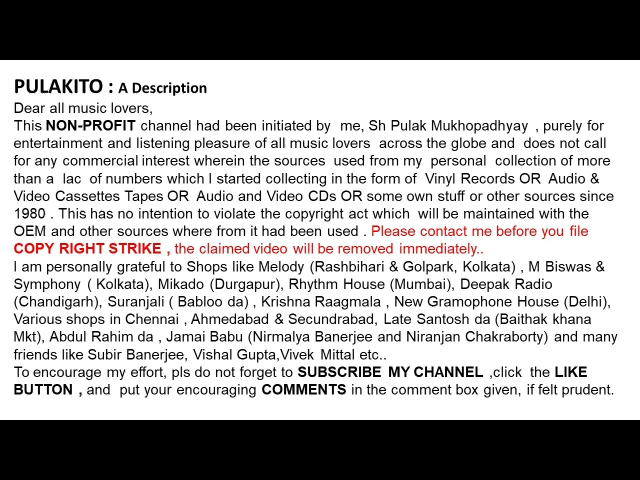 PULAKITO : A Description
Dear all music lovers,
This NON-PROFIT channel had been initiated by me, Sh Pulak Mukhopadhyay , purely for
entertainment and listening pleasure of all music lovers across the globe and does not call
for any commercial interest wherein the sources used from my personal collection of more
than a lac of numbers which I started collecting in the form of Vinyl Records OR Audio &
Video Cassettes Tapes OR Audio and Video CDs OR some own stuff or other sources since
1980 . This has no intention to violate the copyright act which will be maintained with the
OEM and other sources where from it had been used . Please contact me before you file
COPY RIGHT STRIKE , the claimed video will be removed immediately..
I am personally grateful to Shops like Melody (Rashbihari & Golpark, Kolkata) , M Biswas &
Symphony ( Kolkata), Mikado (Durgapur), Rhythm House (Mumbai), Deepak Radio
(Chandigarh), Suranjali ( Babloo da) , Krishna Raagmala , New Gramophone House (Delhi),
Various shops in Chennai , Ahmedabad & Secundrabad, Late Santosh da (Baithak khana
Mkt), Abdul Rahim da , Jamai Babu (Nirmalya Banerjee and Niranjan Chakraborty) and many
friends like Subir Banerjee, Vishal Gupta,Vivek Mittal etc..
To encourage my effort, pls do not forget to SUBSCRIBE MY CHANNEL ,click the LIKE
BUTTON , and put your encouraging COMMENTS in the comment box given, if felt prudent.